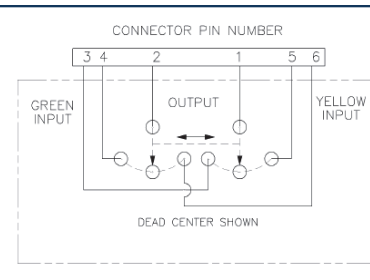 CONNECTOR PIN NUMBER
3 4 2 1 5 6
GREEN INPUT
OUTPUT
YELLOW INPUT
DEAD CENTER SHOWN